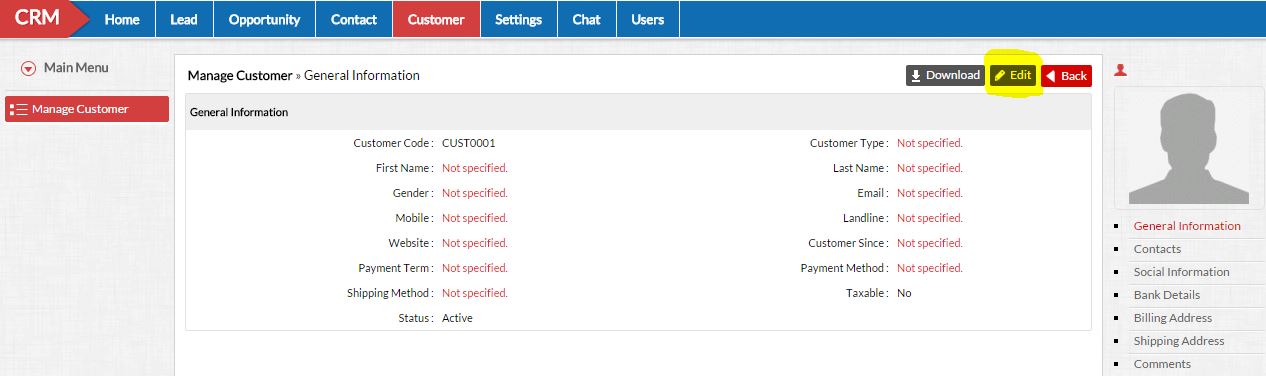 CRM Home Lead Opportunity Contact Customer Settings Chat Users
Main Menu
Manage Customer
Manage Customer » General Information Download Edit Back
General Information
Customer Code : CUST0001 Customer Type : Not specified.
First Name : Not specified. Last Name : Not specified.
Gender : Not specified. Email : Not specified.
Mobile : Not specified. Landline : Not specified.
Website : Not specified. Customer Since : Not specified.
Payment Term : Not specified. Payment Method : Not specified.
Shipping Method : Not specified. Taxable : No
Status : Active
General Information
Contacts
Social Information
Bank Details
Billing Address
Shipping Address
Comments